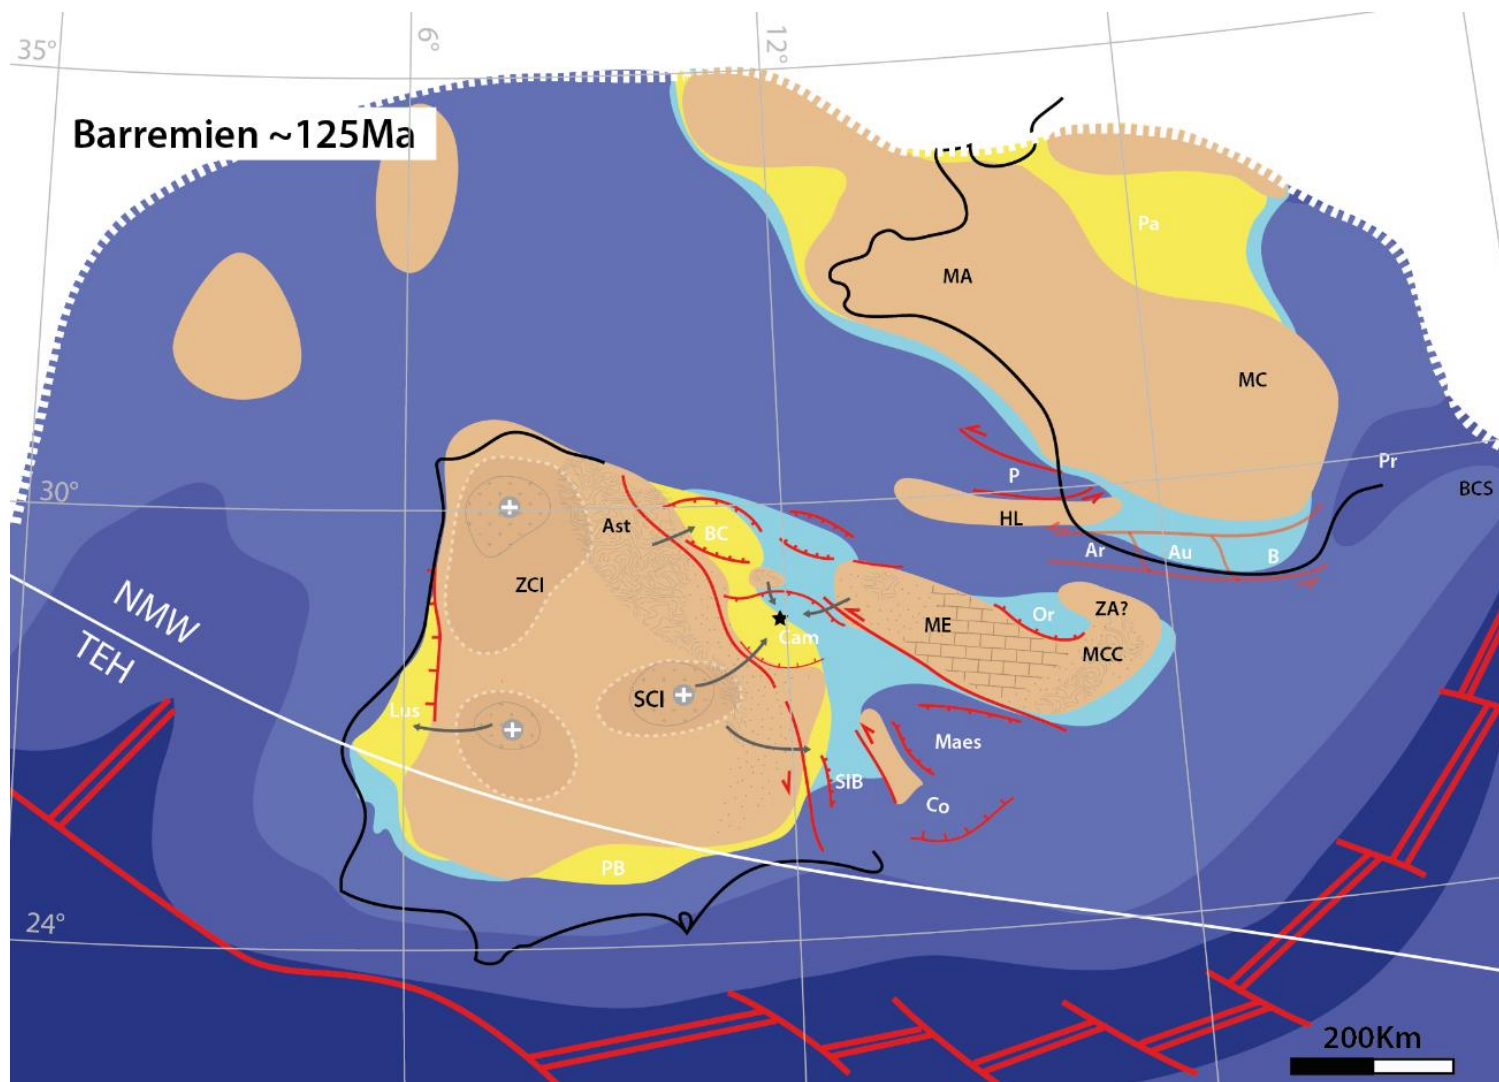 35°
6°
12°
Barremien ~125Ma
Pa
MA
MC
Pr
BCS
30°
P
HL
Ar
Au
B
Ast
BC
ZCI
NMW
TEH
Cam
ME
Or
ZA?
MCC
SCI
Lus
Maes
SIB
Co
PB
24°
200Km